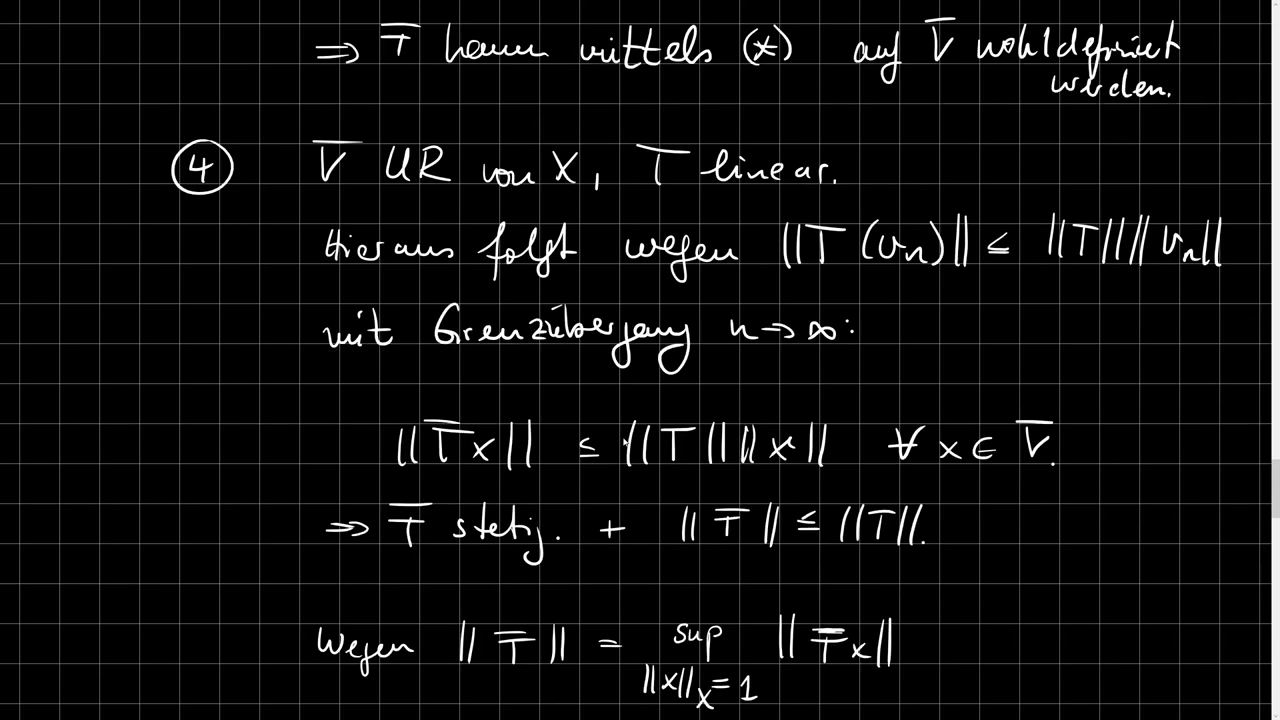 ⇒ T̅ kann mittels (*) auf V̅ wohldefiniert
werden.
④ V̅ UR von X, T linear.
Hieraus folgt wegen ||T(vₙ)|| ≤ ||T|| ||vₙ||
mit Grenzübergang n→∞:
||T̅x|| ≤ ||T|| ||x|| ∀ x ∈ V̅.
⇒ T̅ stetig. + ||T̅|| ≤ ||T||.
Wegen ||T̅|| = sup ||T̅x||
||x||_X = 1